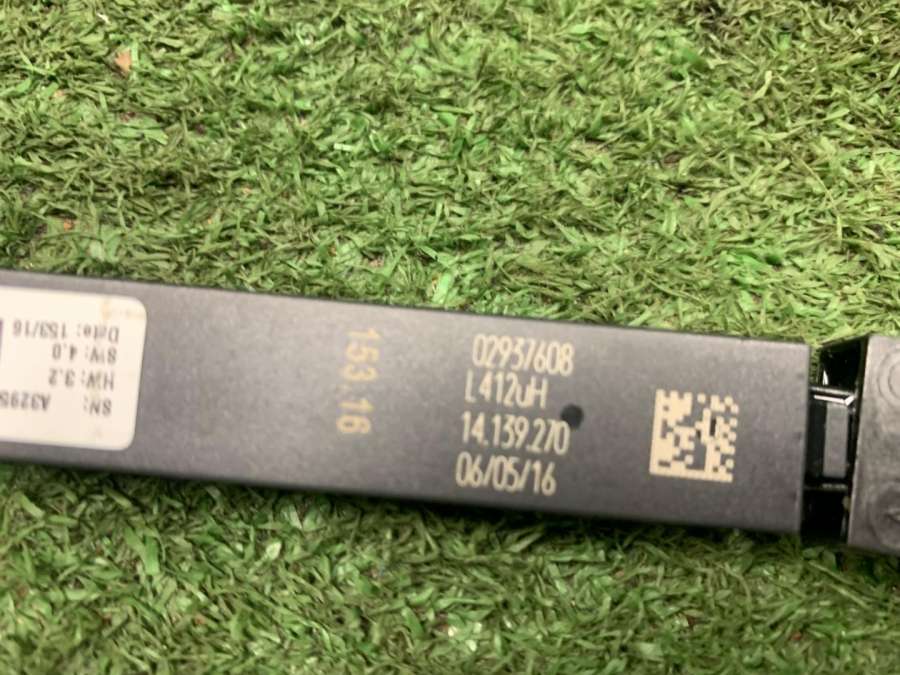 SN: A3295
HW: 3.2
SW: 4.0
Date: 153/16
153.16
02937608
L412uH
14.139.270
06/05/16